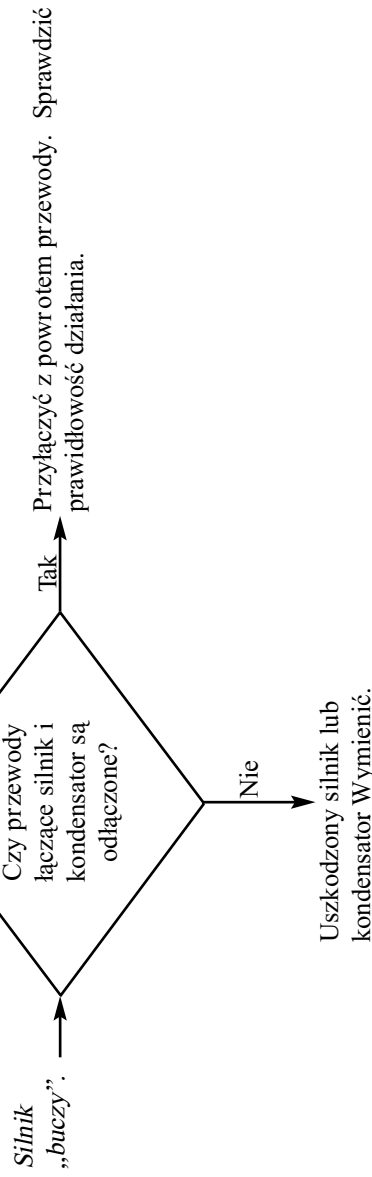 Silnik
„buczy”.
Czy przewody
łączące silnik i
kondensator są
odłączone?
Tak
Przyłączyć z powrotem przewody. Sprawdzić
prawidłowość działania.
Nie
Uszkodzony silnik lub
kondensator Wymienić.